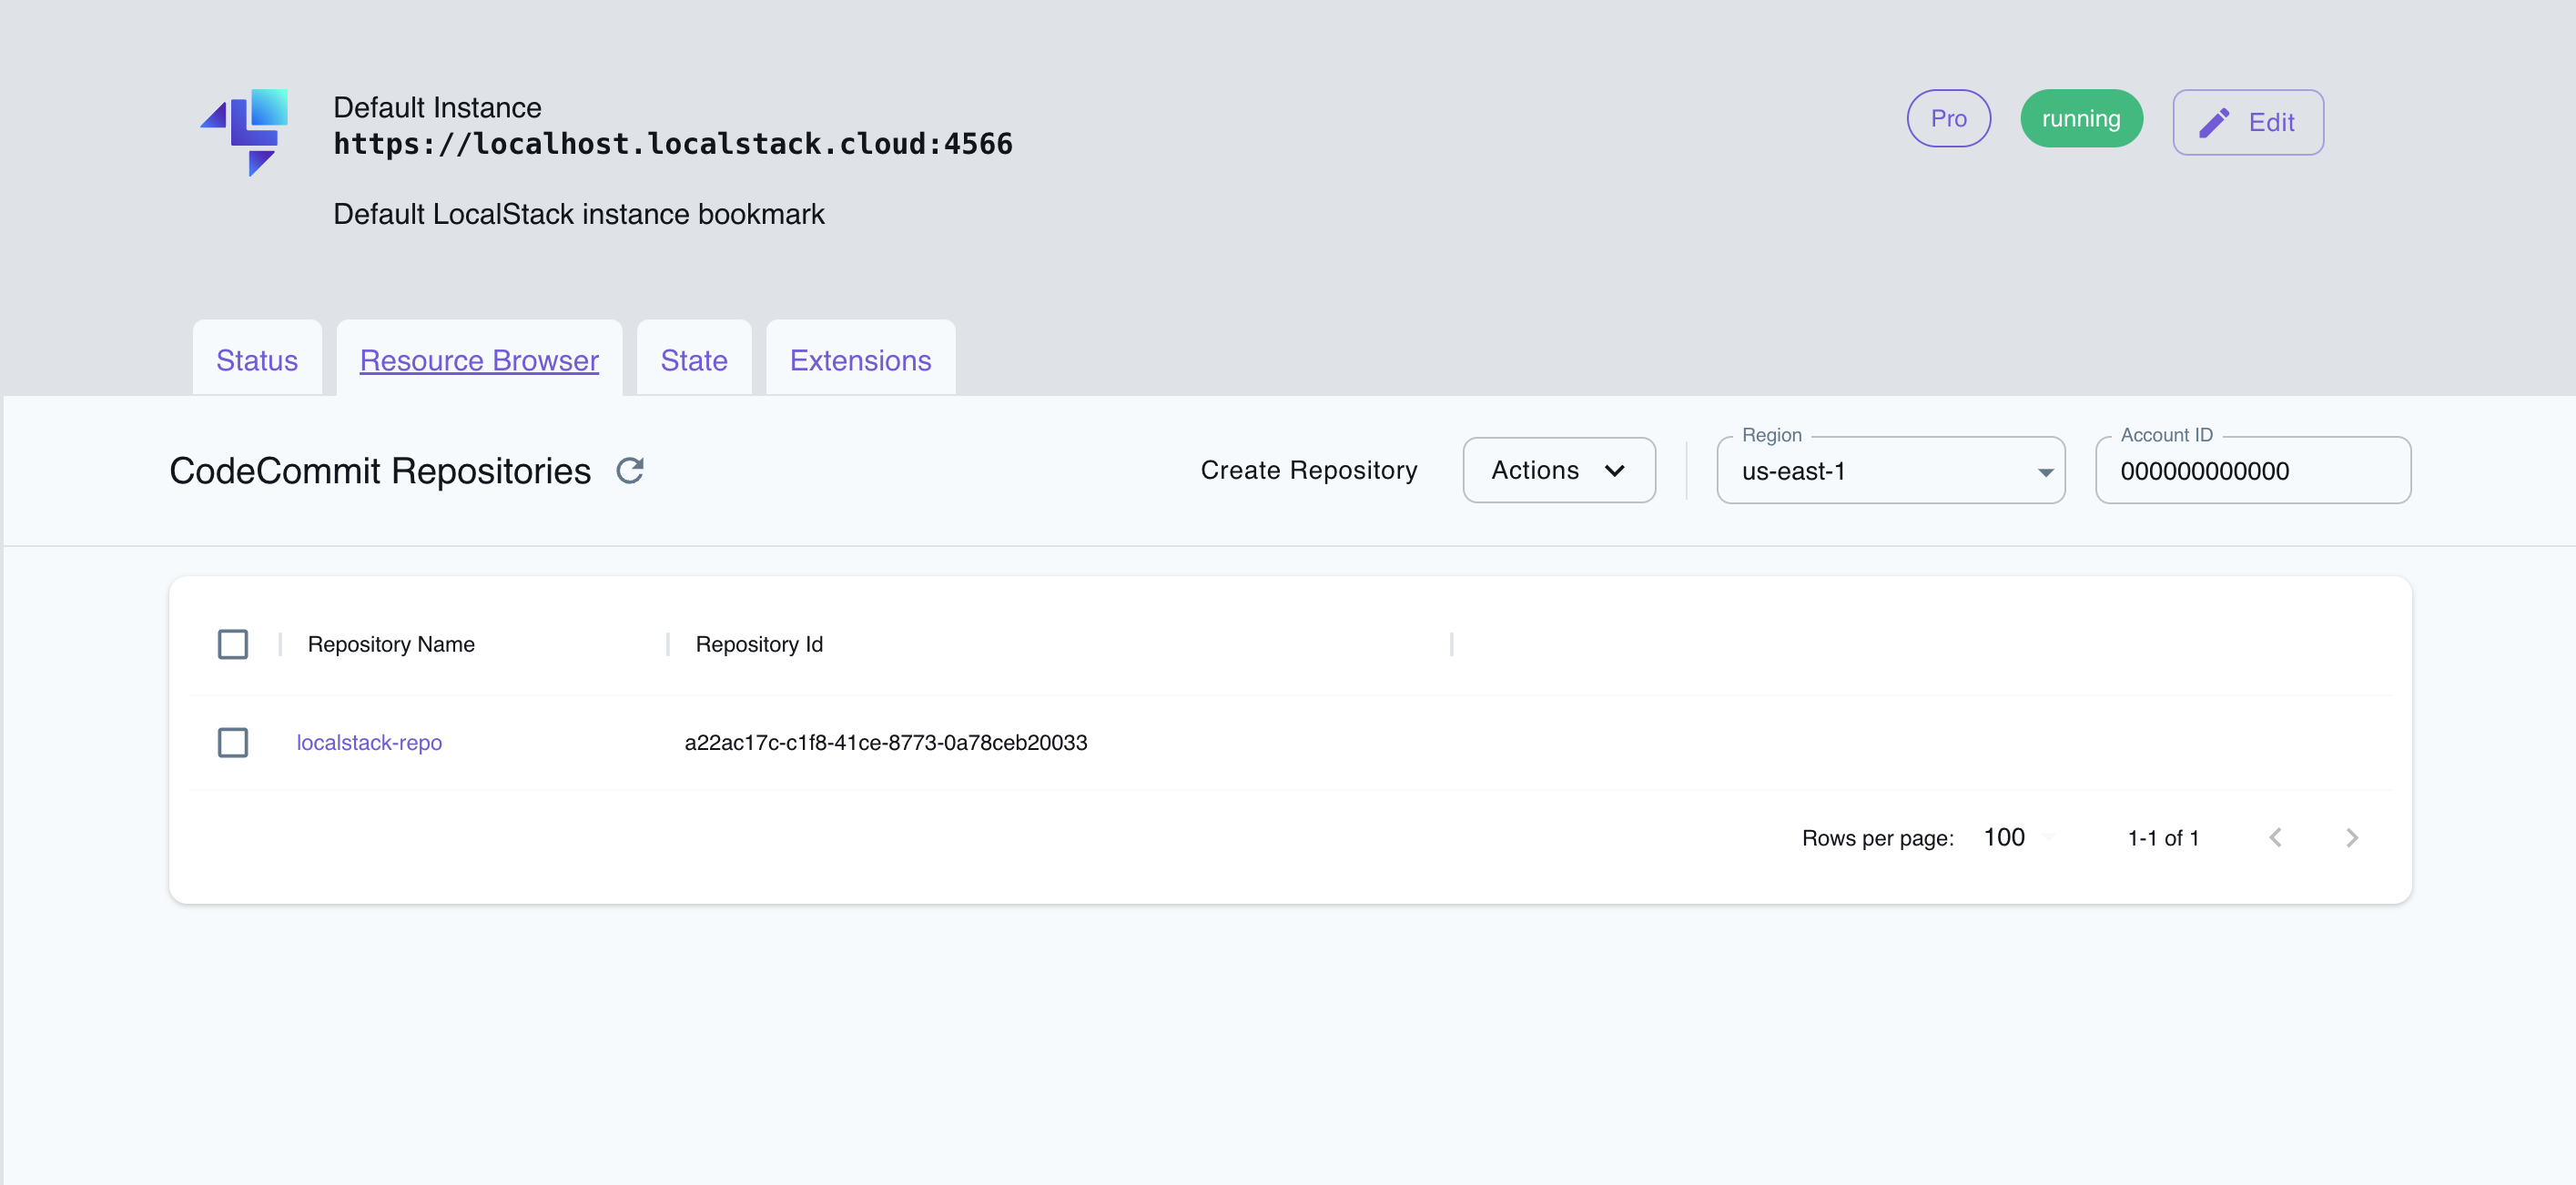 Default Instance
https://localhost.localstack.cloud:4566
Default LocalStack instance bookmark
Pro
running
Edit
Status
Resource Browser
State
Extensions
CodeCommit Repositories
Create Repository
Actions
Region
us-east-1
Account ID
000000000000
Repository Name
Repository Id
localstack-repo
a22ac17c-c1f8-41ce-8773-0a78ceb20033
Rows per page:
100
1-1 of 1